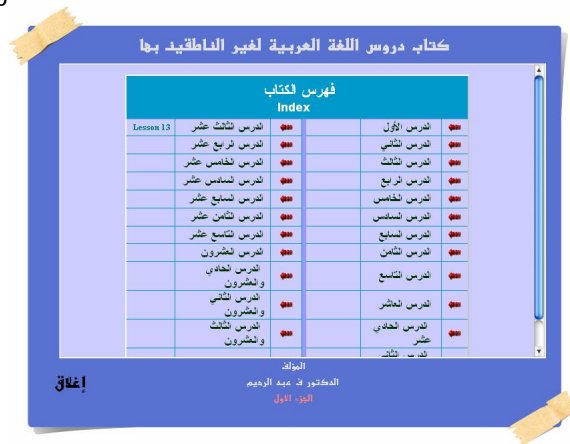 كتاب دروس اللغة العربية لغير الناطقين بها
فهرس الكتاب
Index
الدرس الأول
الدرس الثالث عشر
Lesson 13
الدرس الثاني
الدرس الرابع عشر
الدرس الثالث
الدرس الخامس عشر
الدرس الرابع
الدرس السادس عشر
الدرس الخامس
الدرس السابع عشر
الدرس السادس
الدرس الثامن عشر
الدرس السابع
الدرس التاسع عشر
الدرس الثامن
الدرس العشرون
الدرس التاسع
الدرس الحادي
والعشرون
الدرس العاشر
الدرس الثاني
والعشرون
الدرس الحادي
عشر
الدرس الثالث
والعشرون
الدرس الثاني
المؤلف
الدكتور ف عبد الرحيم
الجزء الاول
إغلاق